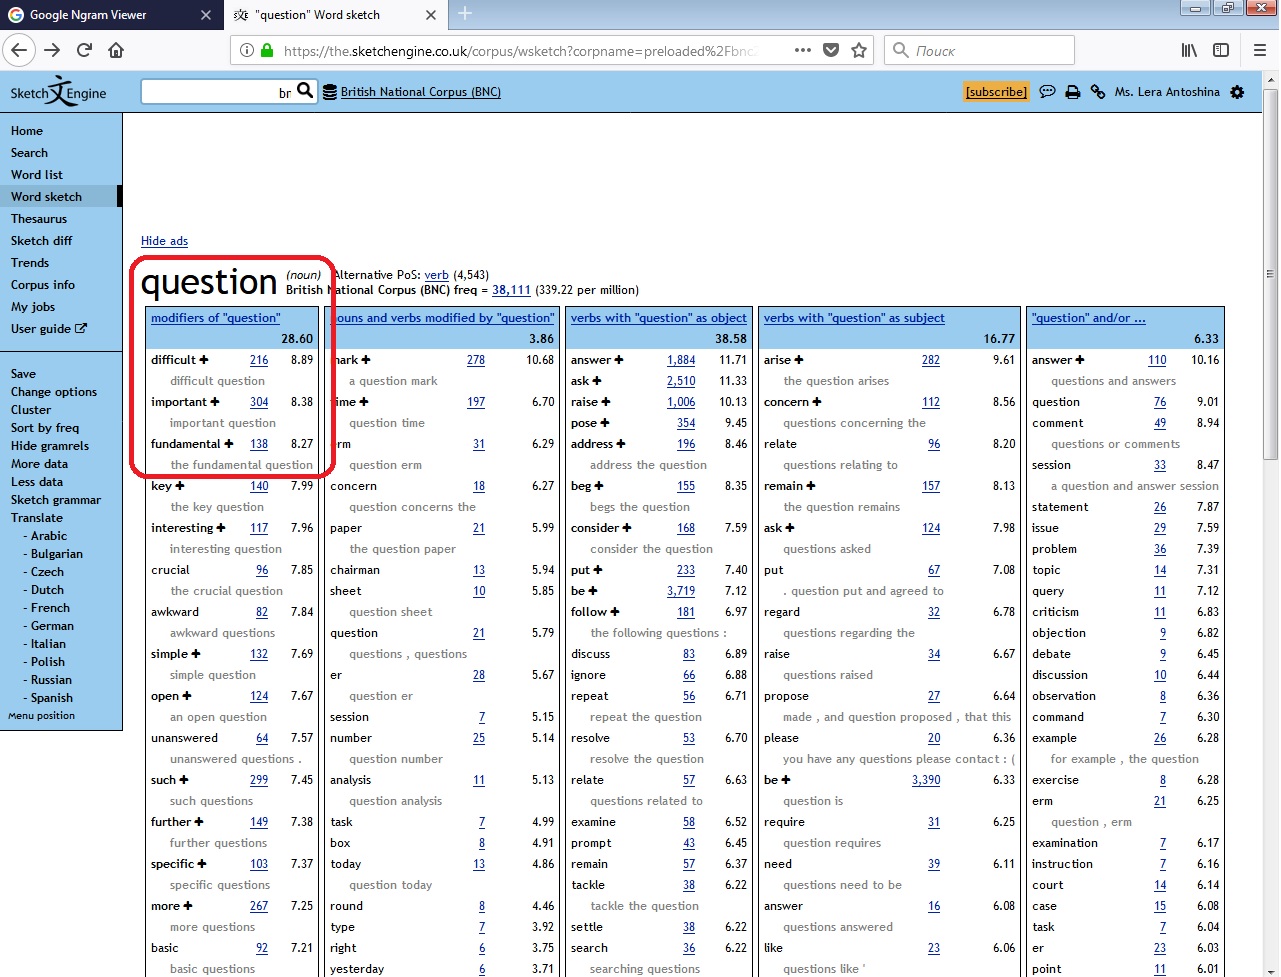 Google Ngram Viewer
"question" Word sketch
https://the.sketchengine.co.uk/corpus/wsketch?corpname=preloaded%2Fbnc2
Поиск
Sketch Engine
br
British National Corpus (BNC)
[subscribe]
Ms. Lera Antoshina
Home
Search
Word list
Word sketch
Thesaurus
Sketch diff
Trends
Corpus info
My jobs
User guide
Save
Change options
Cluster
Sort by freq
Hide gramrels
More data
Less data
Sketch grammar
Translate
- Arabic
- Bulgarian
- Czech
- Dutch
- French
- German
- Italian
- Polish
- Russian
- Spanish
Menu position
Hide ads
question (noun) Alternative PoS: verb (4,543)
British National Corpus (BNC) freq = 38,111 (339.22 per million)
modifiers of "question"
28.60
difficult + 216 8.89
difficult question
important + 304 8.38
important question
fundamental + 138 8.27
the fundamental question
key + 140 7.99
the key question
interesting + 117 7.96
interesting question
crucial 96 7.85
the crucial question
awkward 82 7.84
awkward questions
simple + 132 7.69
simple question
open + 124 7.67
an open question
unanswered 64 7.57
unanswered questions .
such + 299 7.45
such questions
further + 149 7.38
further questions
specific + 103 7.37
specific questions
more + 267 7.25
more questions
basic 92 7.21
basic questions
nouns and verbs modified by "question"
3.86
mark + 278 10.68
a question mark
time + 197 6.70
question time
erm 31 6.29
question erm
concern 18 6.27
question concerns the
paper 21 5.99
the question paper
chairman 13 5.94
sheet 10 5.85
question sheet
question 21 5.79
questions , questions
er 28 5.67
question er
session 7 5.15
number 25 5.14
question number
analysis 11 5.13
question analysis
task 7 4.99
box 8 4.91
today 13 4.86
question today
round 8 4.46
type 7 3.92
right 6 3.75
yesterday 6 3.71
verbs with "question" as object
38.58
answer + 1,884 11.71
ask + 2,510 11.33
raise + 1,006 10.13
pose + 354 9.45
address + 196 8.46
address the question
beg + 155 8.35
begs the question
consider + 168 7.59
consider the question
put + 233 7.40
be + 3,719 7.12
follow + 181 6.97
the following questions :
discuss 83 6.89
ignore 66 6.88
repeat 56 6.71
repeat the question
resolve 53 6.70
resolve the question
relate 57 6.63
questions related to
examine 58 6.52
prompt 43 6.45
remain 57 6.37
tackle 38 6.22
tackle the question
settle 38 6.22
search 36 6.22
searching questions
verbs with "question" as subject
16.77
arise + 282 9.61
the question arises
concern + 112 8.56
questions concerning the
relate 96 8.20
questions relating to
remain + 157 8.13
the question remains
ask + 124 7.98
questions asked
put 67 7.08
. question put and agreed to
regard 32 6.78
questions regarding the
raise 34 6.67
questions raised
propose 27 6.64
made , and question proposed , that this
please 20 6.36
you have any questions please contact : (
be + 3,390 6.33
question is
require 31 6.25
question requires
need 39 6.11
questions need to be
answer 16 6.08
questions answered
like 23 6.06
questions like '
"question" and/or ...
6.33
answer + 110 10.16
questions and answers
question 76 9.01
comment 49 8.94
questions or comments
session 33 8.47
a question and answer session
statement 26 7.87
issue 29 7.59
problem 36 7.39
topic 14 7.31
query 11 7.12
criticism 11 6.83
objection 9 6.82
debate 9 6.45
discussion 10 6.44
observation 8 6.36
command 7 6.30
example 26 6.28
for example , the question
exercise 8 6.28
erm 21 6.25
question , erm
examination 7 6.17
instruction 7 6.16
court 14 6.14
case 15 6.08
task 7 6.04
er 23 6.03
point 11 6.01